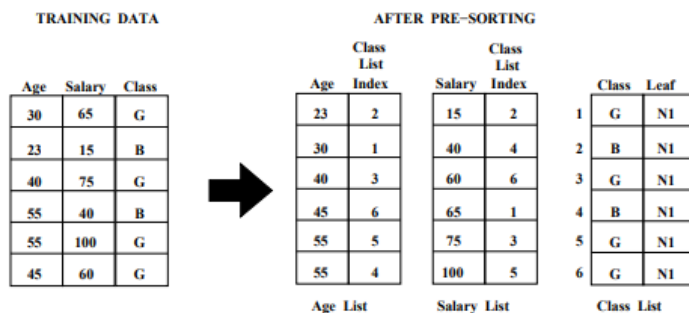 TRAINING DATA
Age Salary Class
30 65 G
23 15 B
40 75 G
55 40 B
55 100 G
45 60 G
AFTER PRE-SORTING
Age Class List Index
23 2
30 1
40 3
45 6
55 5
55 4
Age List
Salary Class List Index
15 2
40 4
60 6
65 1
75 3
100 5
Salary List
Class Leaf
1 G N1
2 B N1
3 G N1
4 B N1
5 G N1
6 G N1
Class List